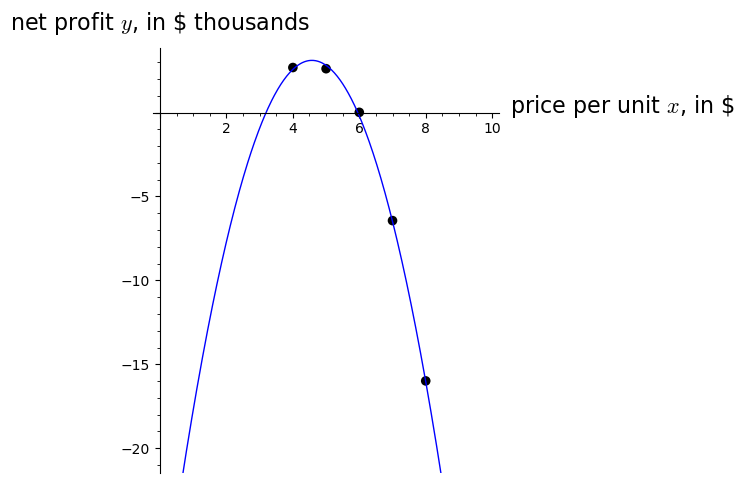 net profit y, in $ thousands
price per unit x, in $
2 4 6 8 10
−5
−10
−15
−20